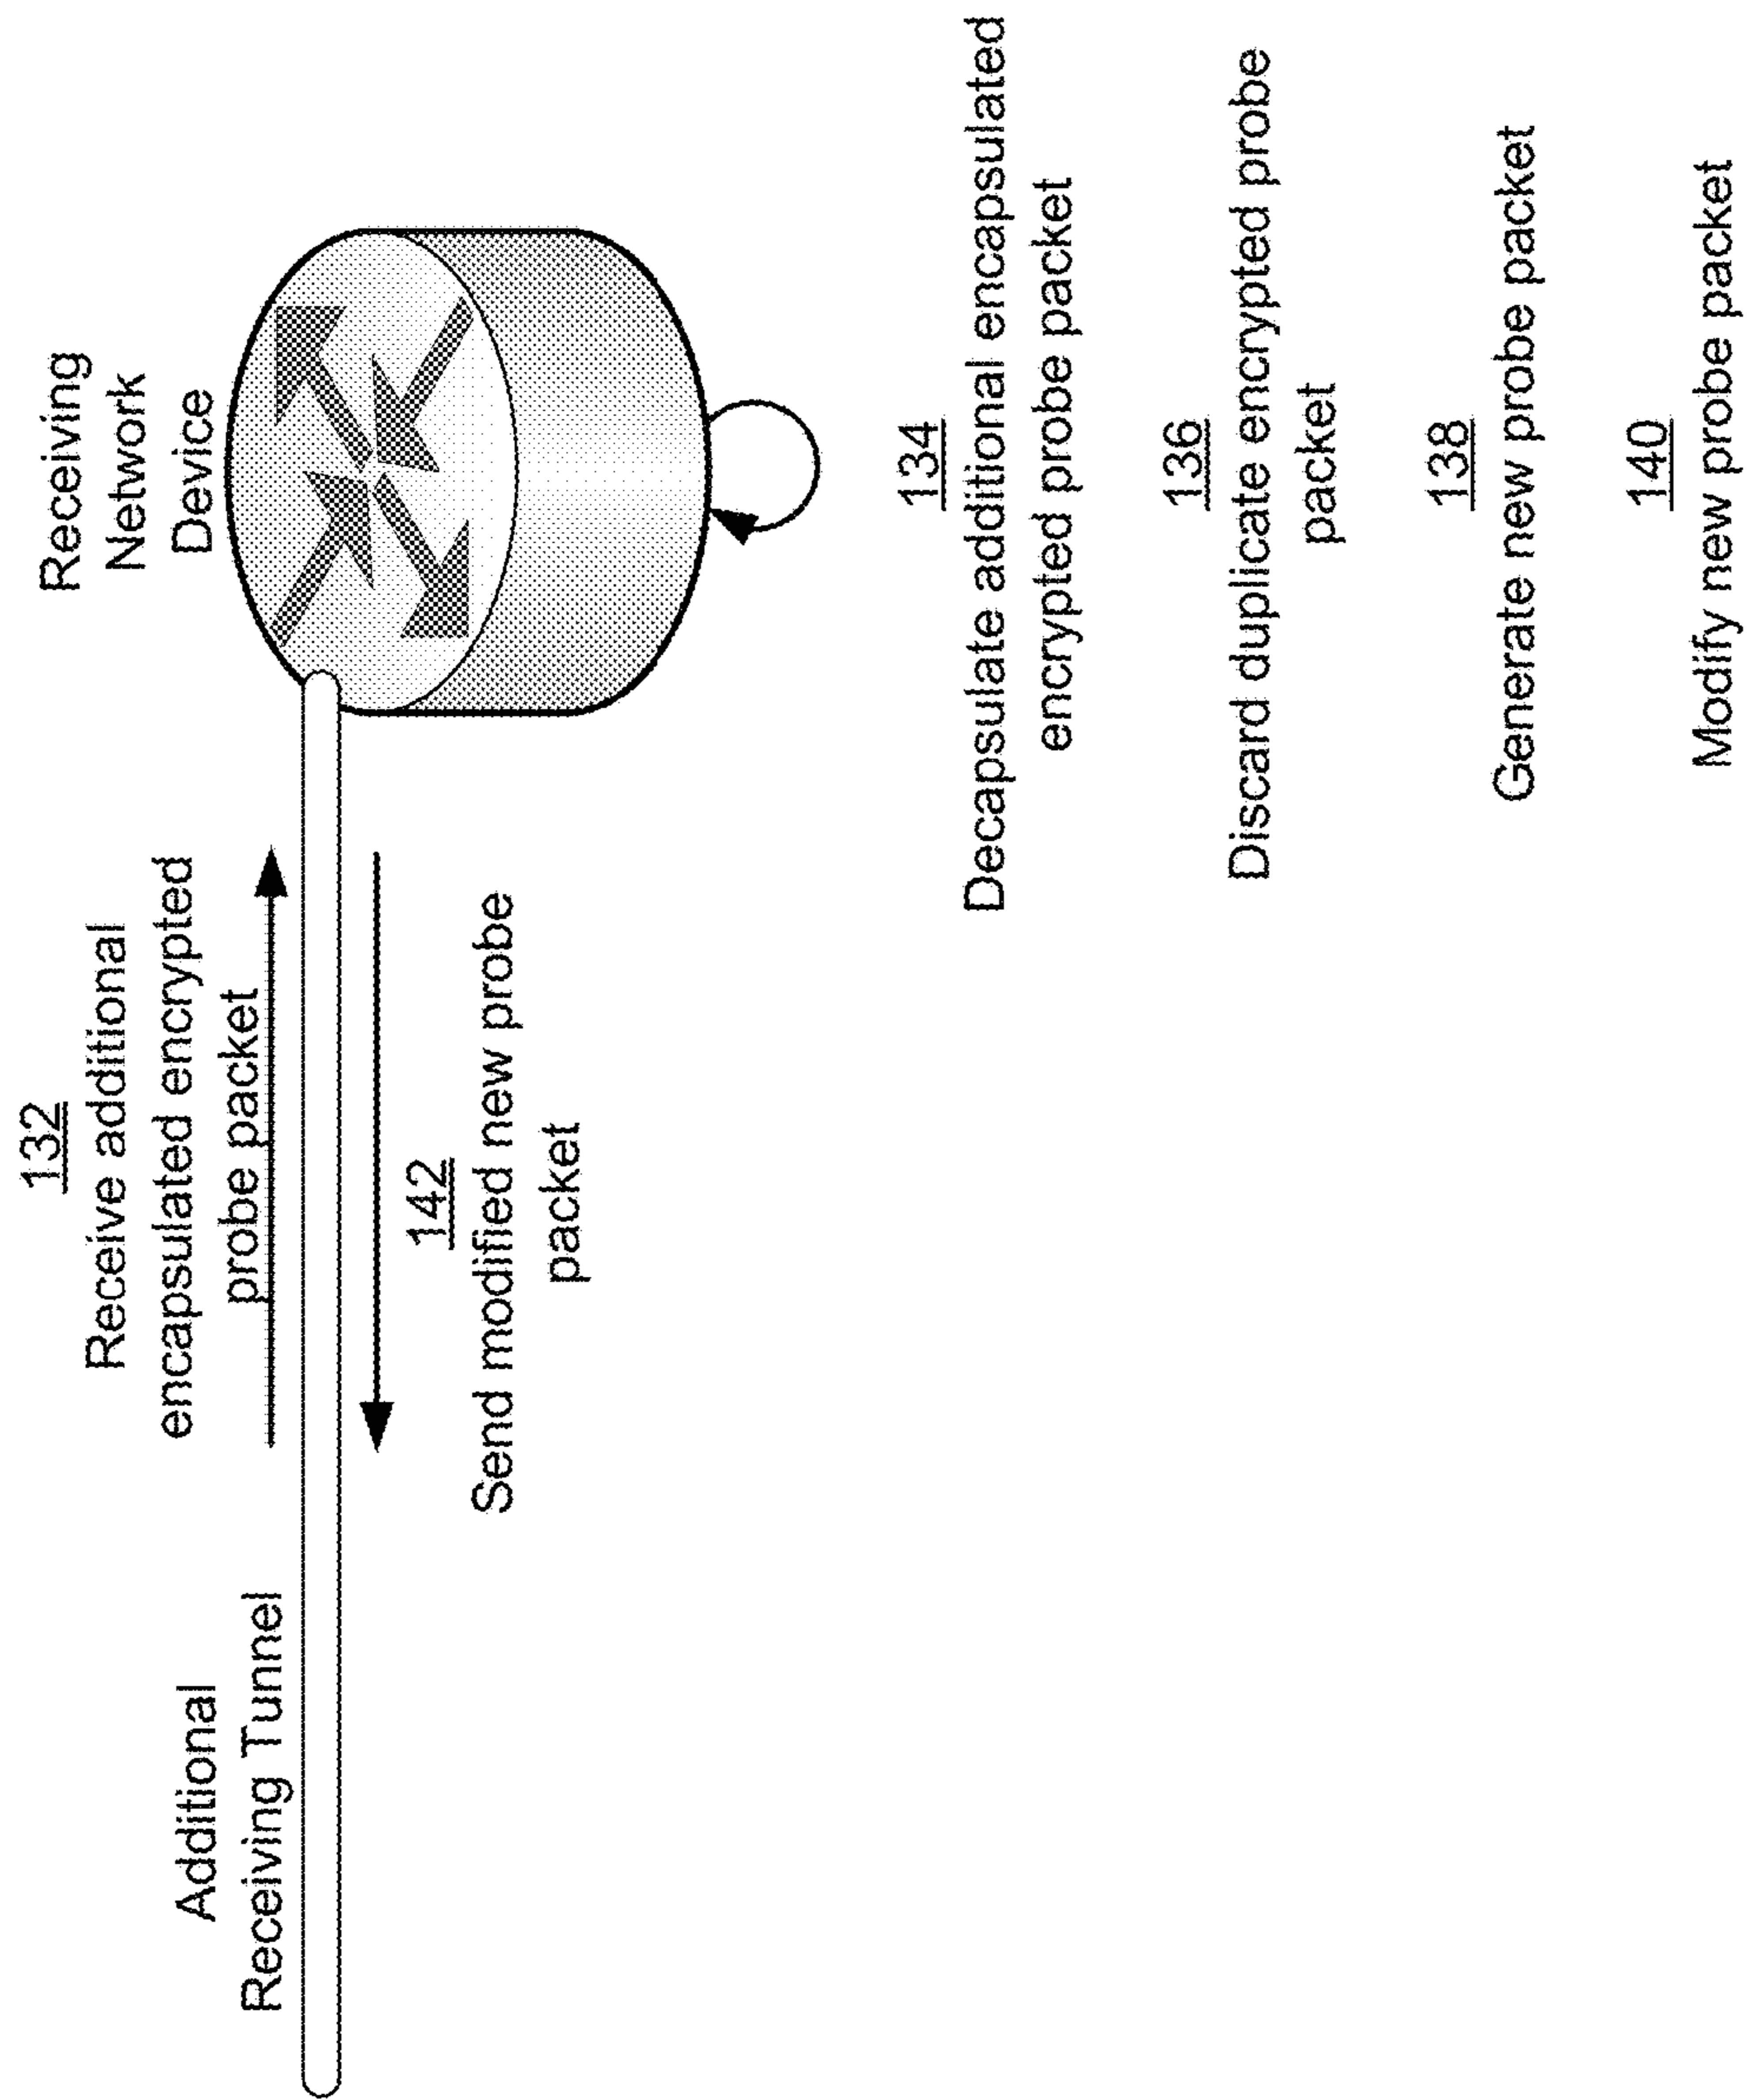 Additional
Receiving Tunnel
132
Receive additional
encapsulated encrypted
probe packet
142
Send modified new probe
packet
Receiving
Network
Device
134
Decapsulate additional encapsulated
encrypted probe packet
136
Discard duplicate encrypted probe
packet
138
Generate new probe packet
140
Modify new probe packet